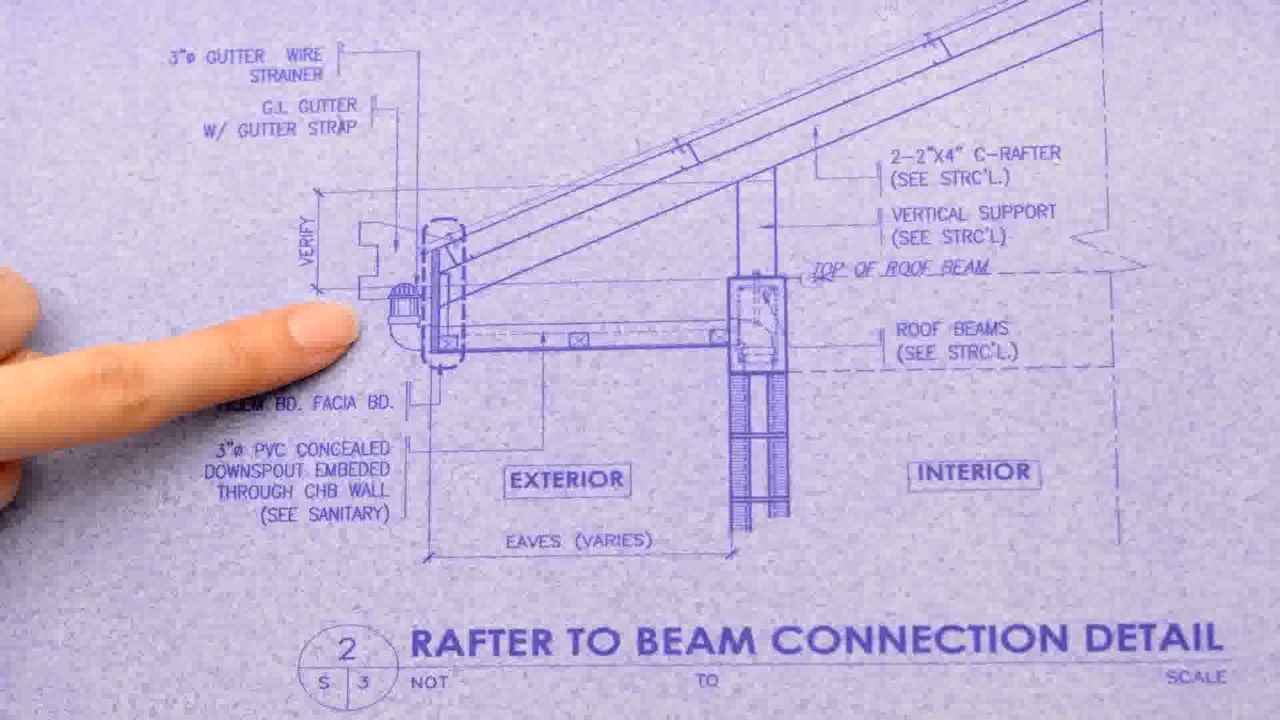 3"ø GUTTER WIRE
STRAINER
G.I. GUTTER
W/ GUTTER STRAP
VERIFY
2-2"X4" C-RAFTER
(SEE STRC'L.)
VERTICAL SUPPORT
(SEE STRC'L)
TOP OF ROOF BEAM
ROOF BEAMS
(SEE STRC'L.)
BD. FACIA BD.
3"ø PVC CONCEALED
DOWNSPOUT EMBEDED
THROUGH CHB WALL
(SEE SANITARY)
EXTERIOR
INTERIOR
EAVES (VARIES)
2
S 3
RAFTER TO BEAM CONNECTION DETAIL
NOT TO SCALE